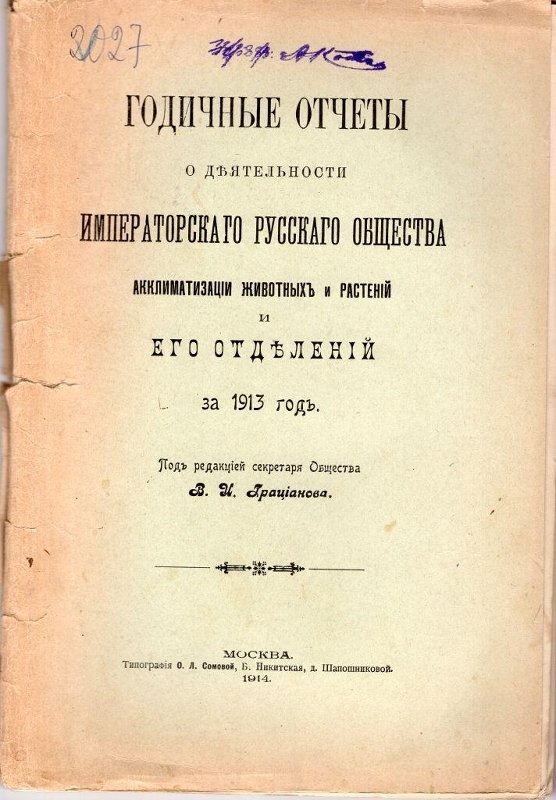 2027
ГОДИЧНЫЕ ОТЧЕТЫ
О ДѢЯТЕЛЬНОСТИ
ИМПЕРАТОРСКАГО РУССКАГО ОБЩЕСТВА
АККЛИМАТИЗАЦІИ ЖИВОТНЫХЪ и РАСТЕНІЙ
И
ЕГО ОТДѢЛЕНІЙ
за 1913 годъ.
Подъ редакціей секретаря Общества
В. И. Граціанова.
МОСКВА.
Типографія О. Л. Сомовой, Б. Никитская, д. Шапошниковой.
1914.